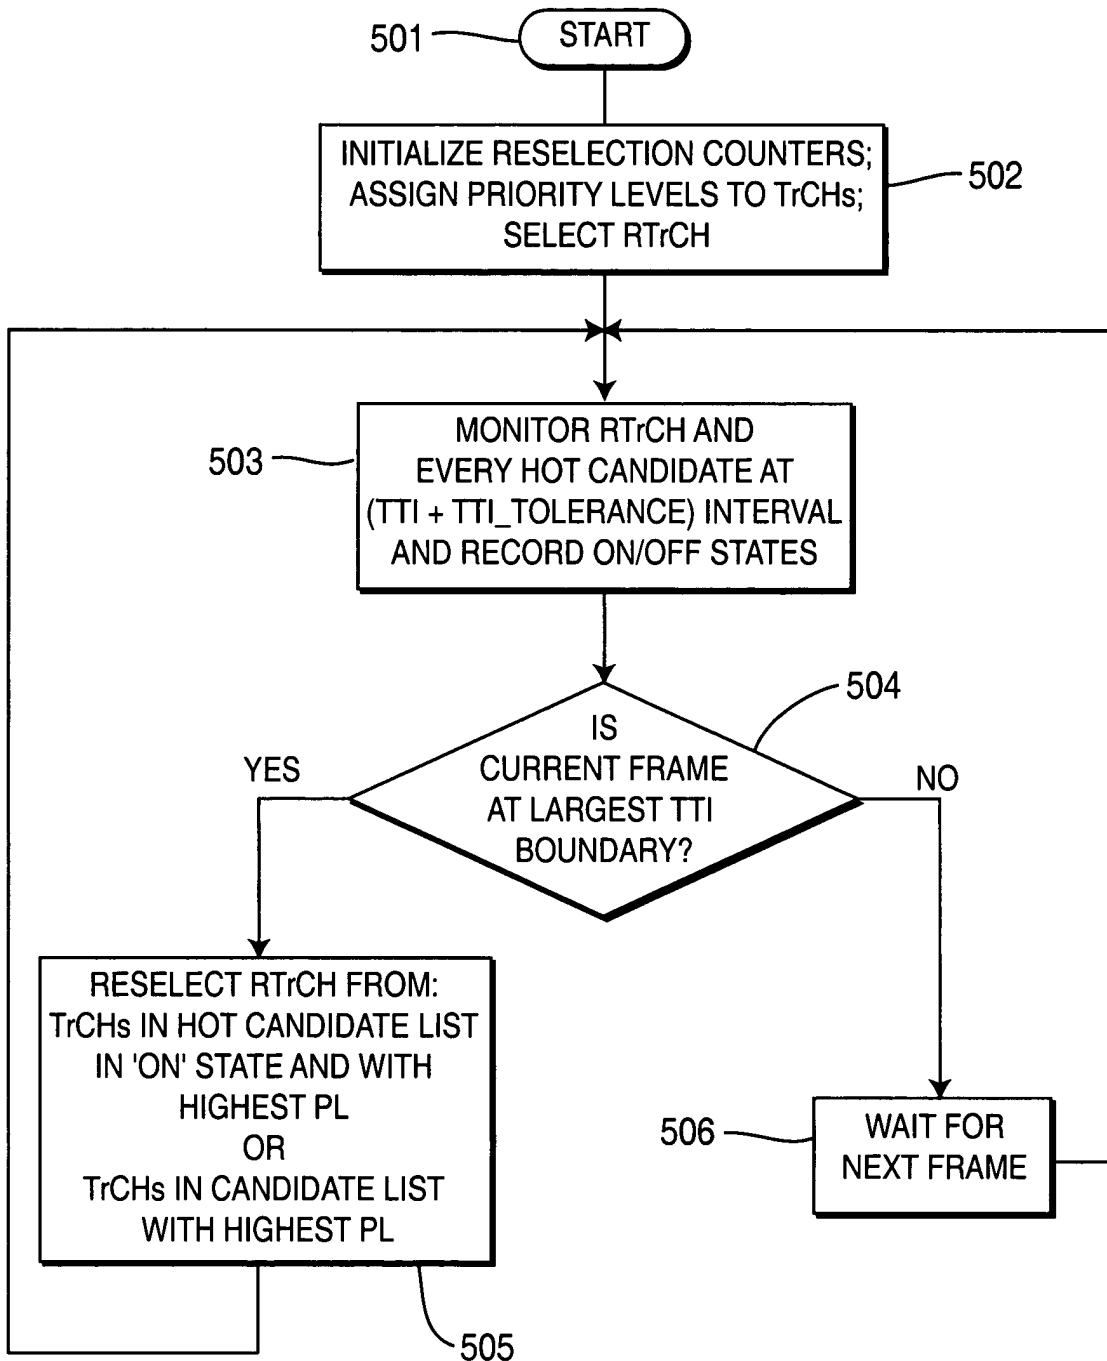 501
START
INITIALIZE RESELECTION COUNTERS;
ASSIGN PRIORITY LEVELS TO TrCHs;
SELECT RTrCH
502
503
MONITOR RTrCH AND
EVERY HOT CANDIDATE AT
(TTI + TTI_TOLERANCE) INTERVAL
AND RECORD ON/OFF STATES
504
IS
CURRENT FRAME
AT LARGEST TTI
BOUNDARY?
YES
NO
RESELECT RTrCH FROM:
TrCHs IN HOT CANDIDATE LIST
IN 'ON' STATE AND WITH
HIGHEST PL
OR
TrCHs IN CANDIDATE LIST
WITH HIGHEST PL
505
506
WAIT FOR
NEXT FRAME